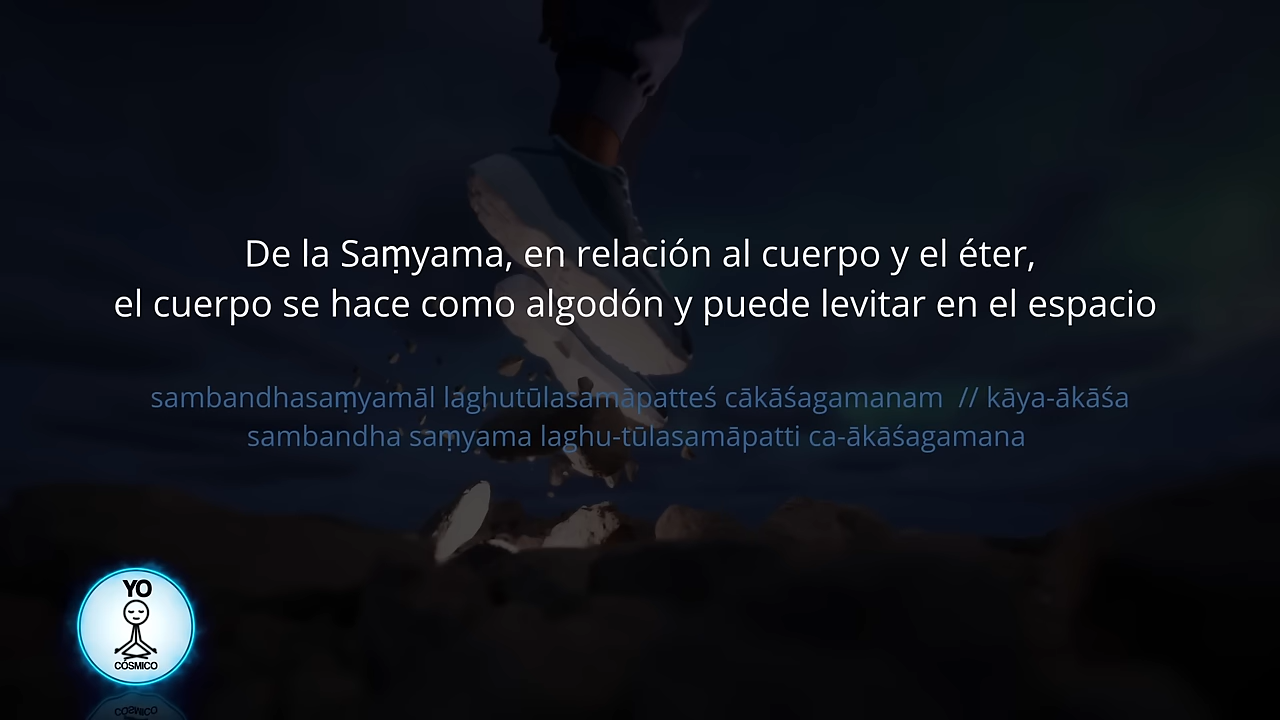 De la Saṃyama, en relación al cuerpo y el éter,
el cuerpo se hace como algodón y puede levitar en el espacio
sambandhasaṃyamāl laghutūlasamāpatteś cākāśagamanam // kāya-ākāśa
sambandha saṃyama laghu-tūlasamāpatti ca-ākāśagamana
YO
CÓSMICO